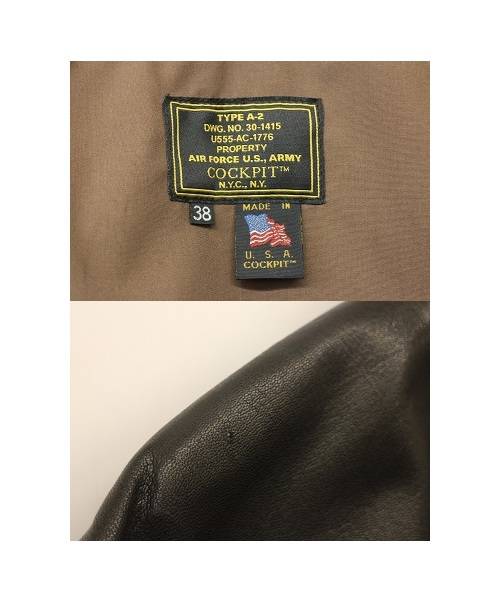 TYPE A-2
DWG. NO. 30-1415
U555-AC-1776
PROPERTY
AIR FORCE U.S., ARMY
COCKPIT™
N.Y.C., N.Y.
38
MADE IN
U. S. A.
COCKPIT™